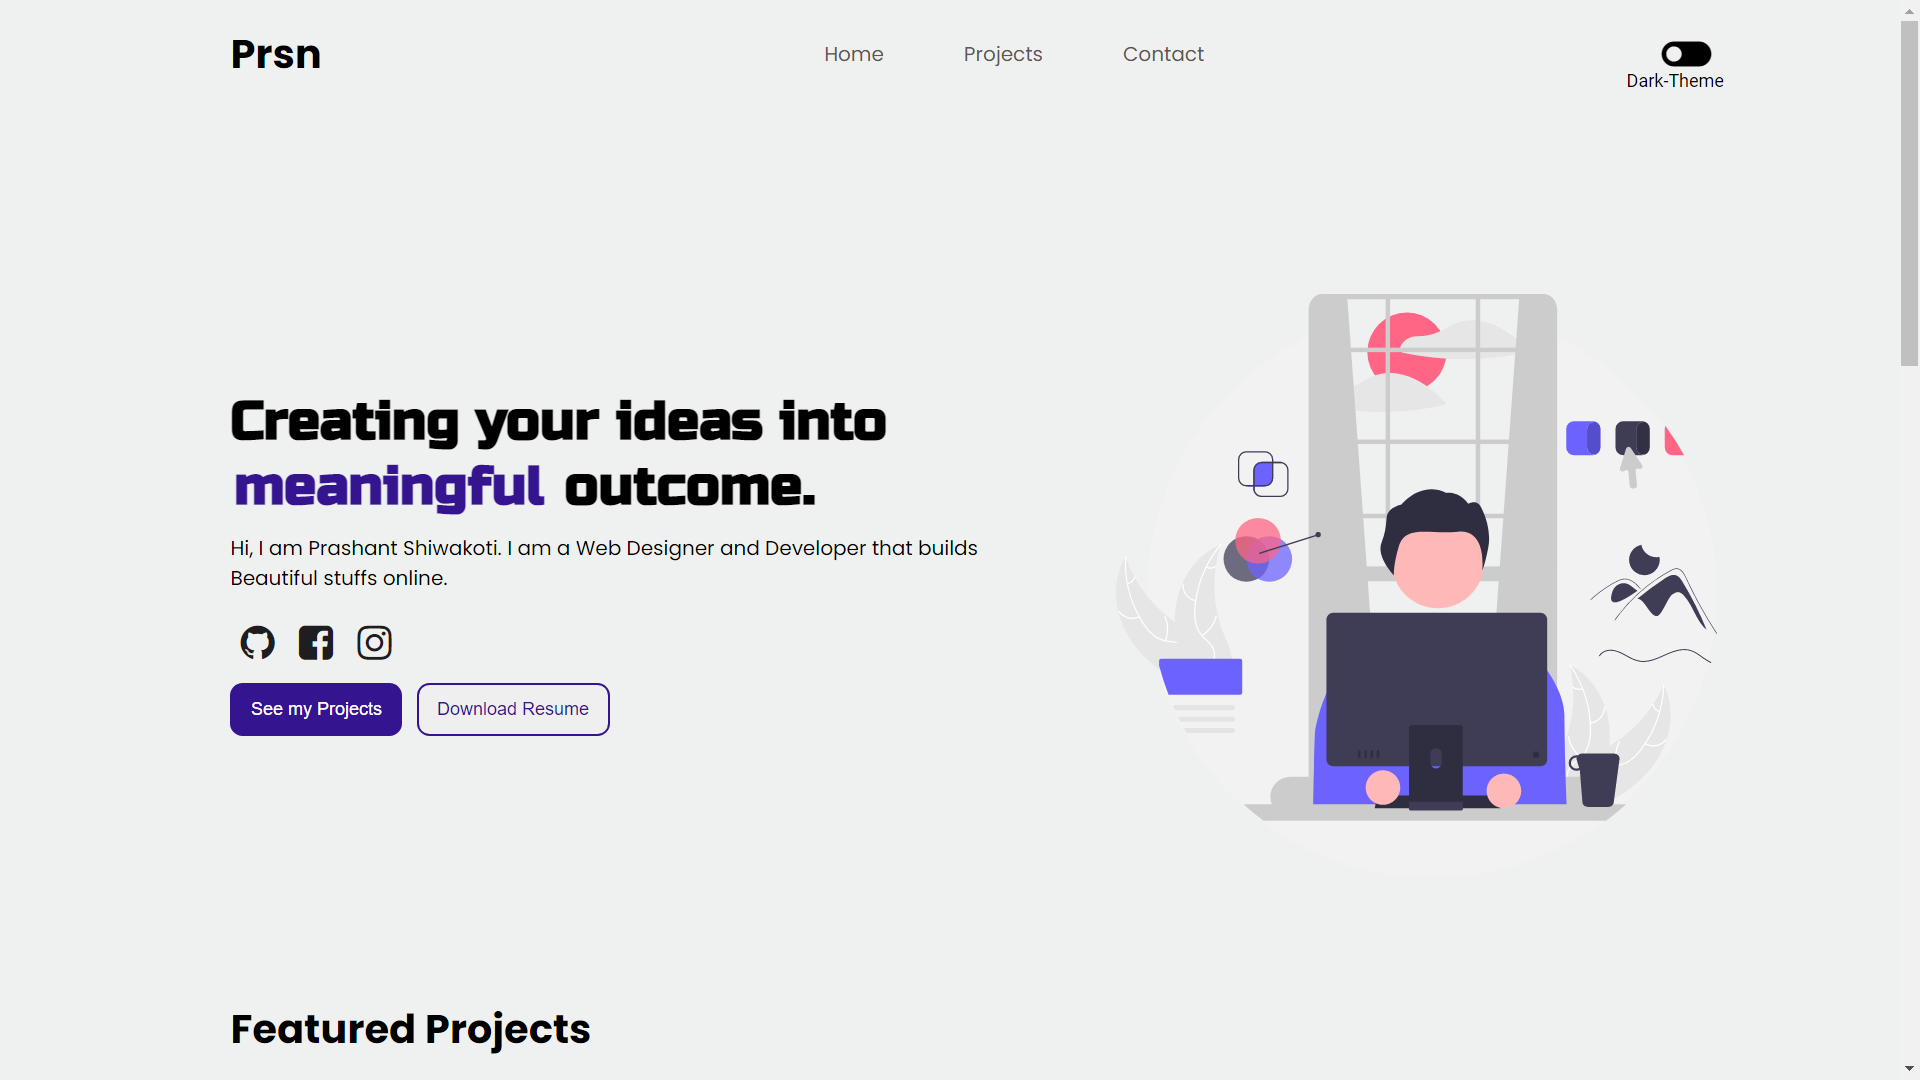 Prsn
Home
Projects
Contact
Dark-Theme
Creating your ideas into
meaningful outcome.
Hi, I am Prashant Shiwakoti. I am a Web Designer and Developer that builds
Beautiful stuffs online.
See my Projects
Download Resume
Featured Projects